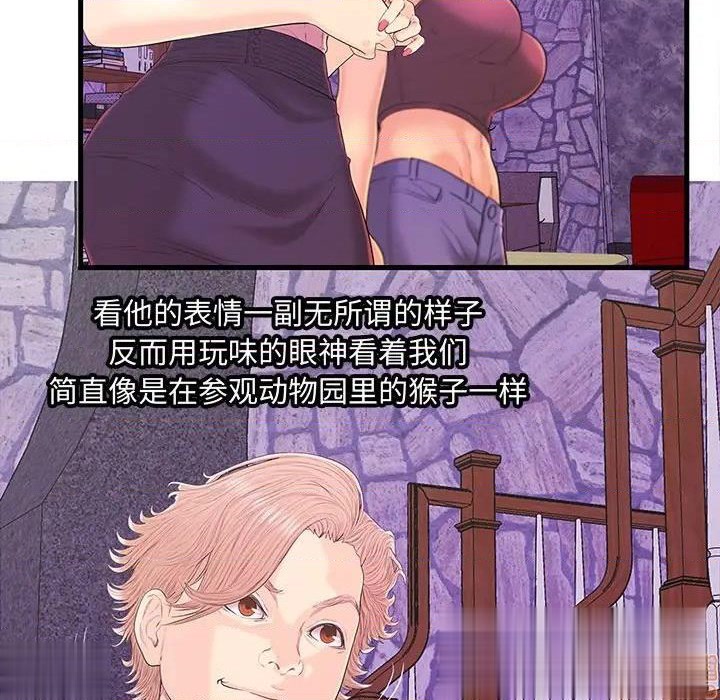 看他的表情一副无所谓的样子
反而用玩味的眼神看着我们
简直像是在参观动物园里的猴子一样